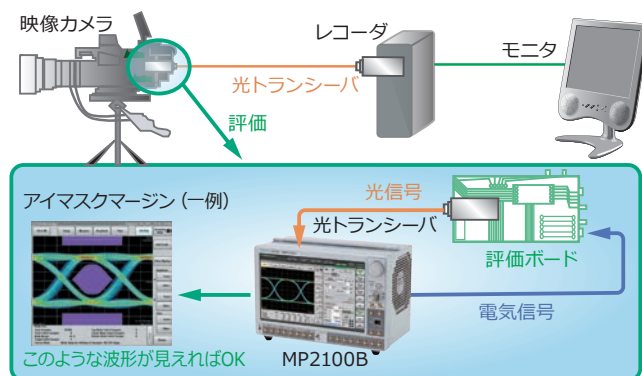 映像カメラ
レコーダ
モニタ
光トランシーバ
評価
アイマスクマージン (一例)
光信号
光トランシーバ
評価ボード
電気信号
このような波形が見えればOK
MP2100B